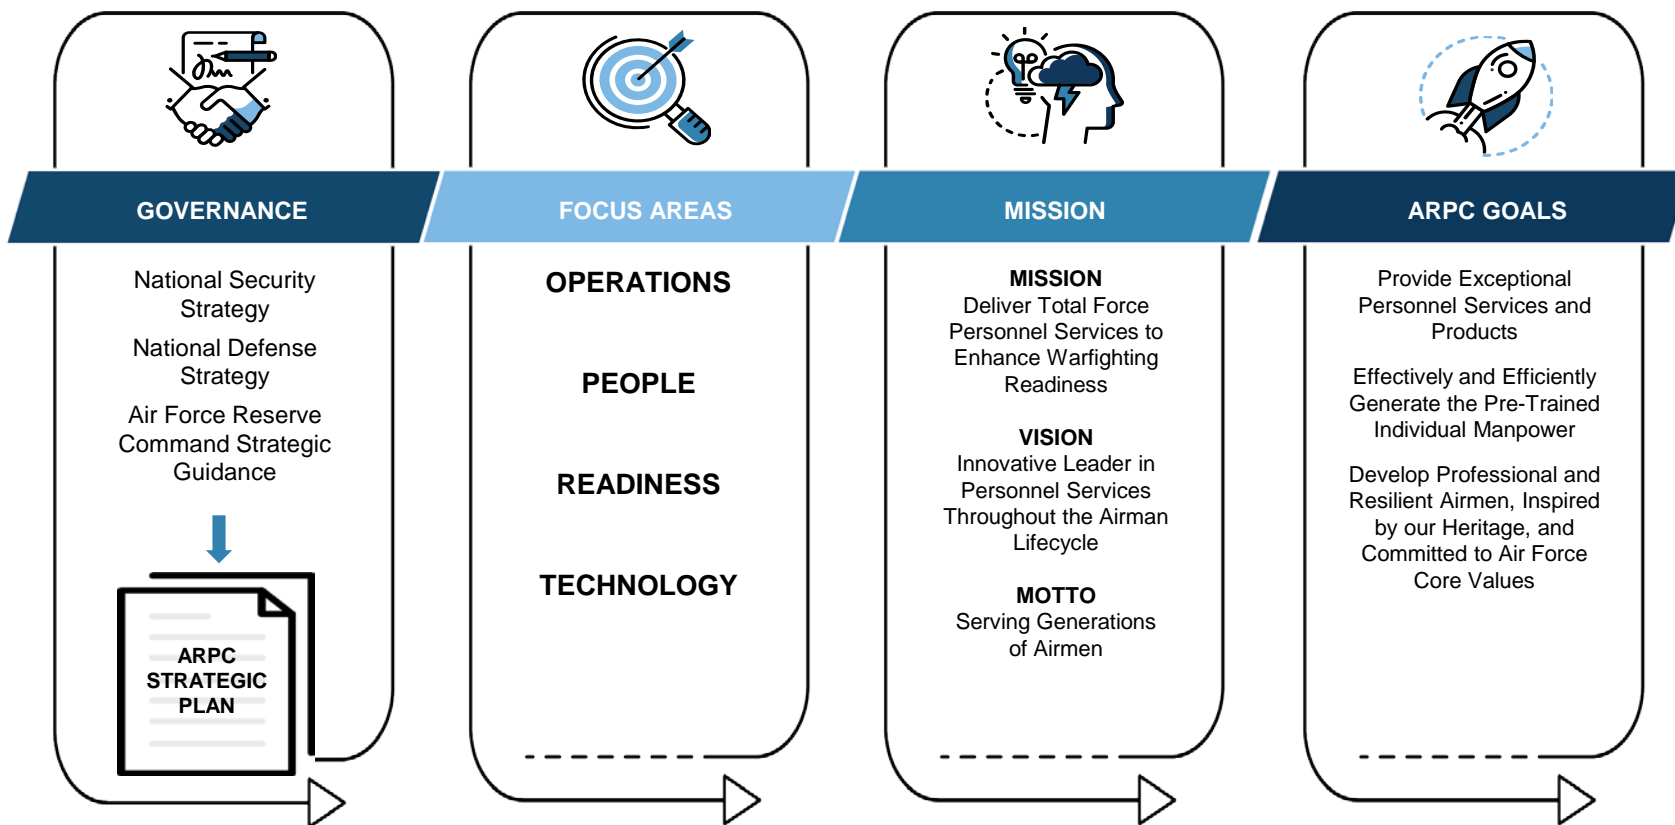 GOVERNANCE
National Security
Strategy
National Defense
Strategy
Air Force Reserve
Command Strategic
Guidance
ARPC
STRATEGIC
PLAN
FOCUS AREAS
OPERATIONS
PEOPLE
READINESS
TECHNOLOGY
MISSION
MISSION
Deliver Total Force
Personnel Services to
Enhance Warfighting
Readiness
VISION
Innovative Leader in
Personnel Services
Throughout the Airman
Lifecycle
MOTTO
Serving Generations
of Airmen
ARPC GOALS
Provide Exceptional
Personnel Services and
Products
Effectively and Efficiently
Generate the Pre-Trained
Individual Manpower
Develop Professional and
Resilient Airmen, Inspired
by our Heritage, and
Committed to Air Force
Core Values